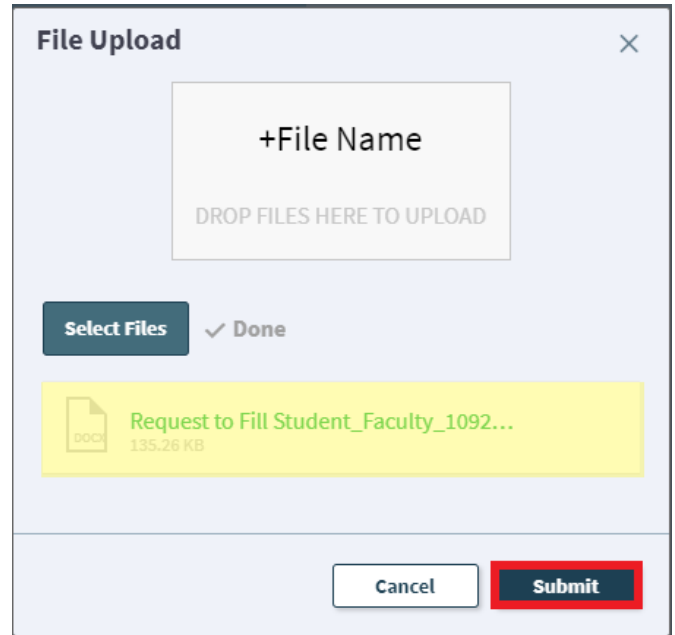 File Upload
+File Name
DROP FILES HERE TO UPLOAD
Select Files
Done
DOCX
Request to Fill Student_Faculty_1092...
135.26 KB
Cancel
Submit